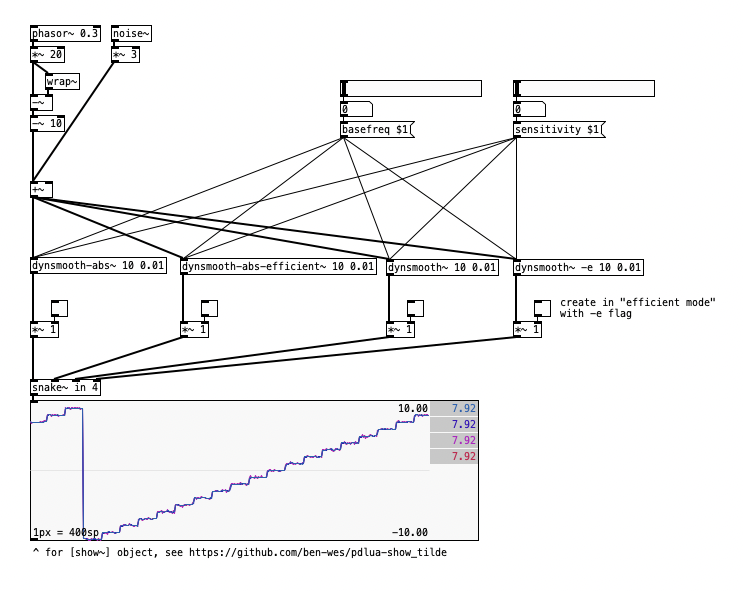 phasor~ 0.3
noise~
*~ 20
*~ 3
wrap~
-~
-~ 10
0
0
basefreq $1
sensitivity $1
+~
dynsmooth-abs~ 10 0.01
dynsmooth-abs-efficient~ 10 0.01
dynsmooth~ 10 0.01
dynsmooth~ -e 10 0.01
create in "efficient mode"
with -e flag
*~ 1
*~ 1
*~ 1
*~ 1
snake~ in 4
10.00
7.92
7.92
7.92
7.92
1px = 400sp
-10.00
^ for [show~] object, see https://github.com/ben-wes/pdlua-show_tilde